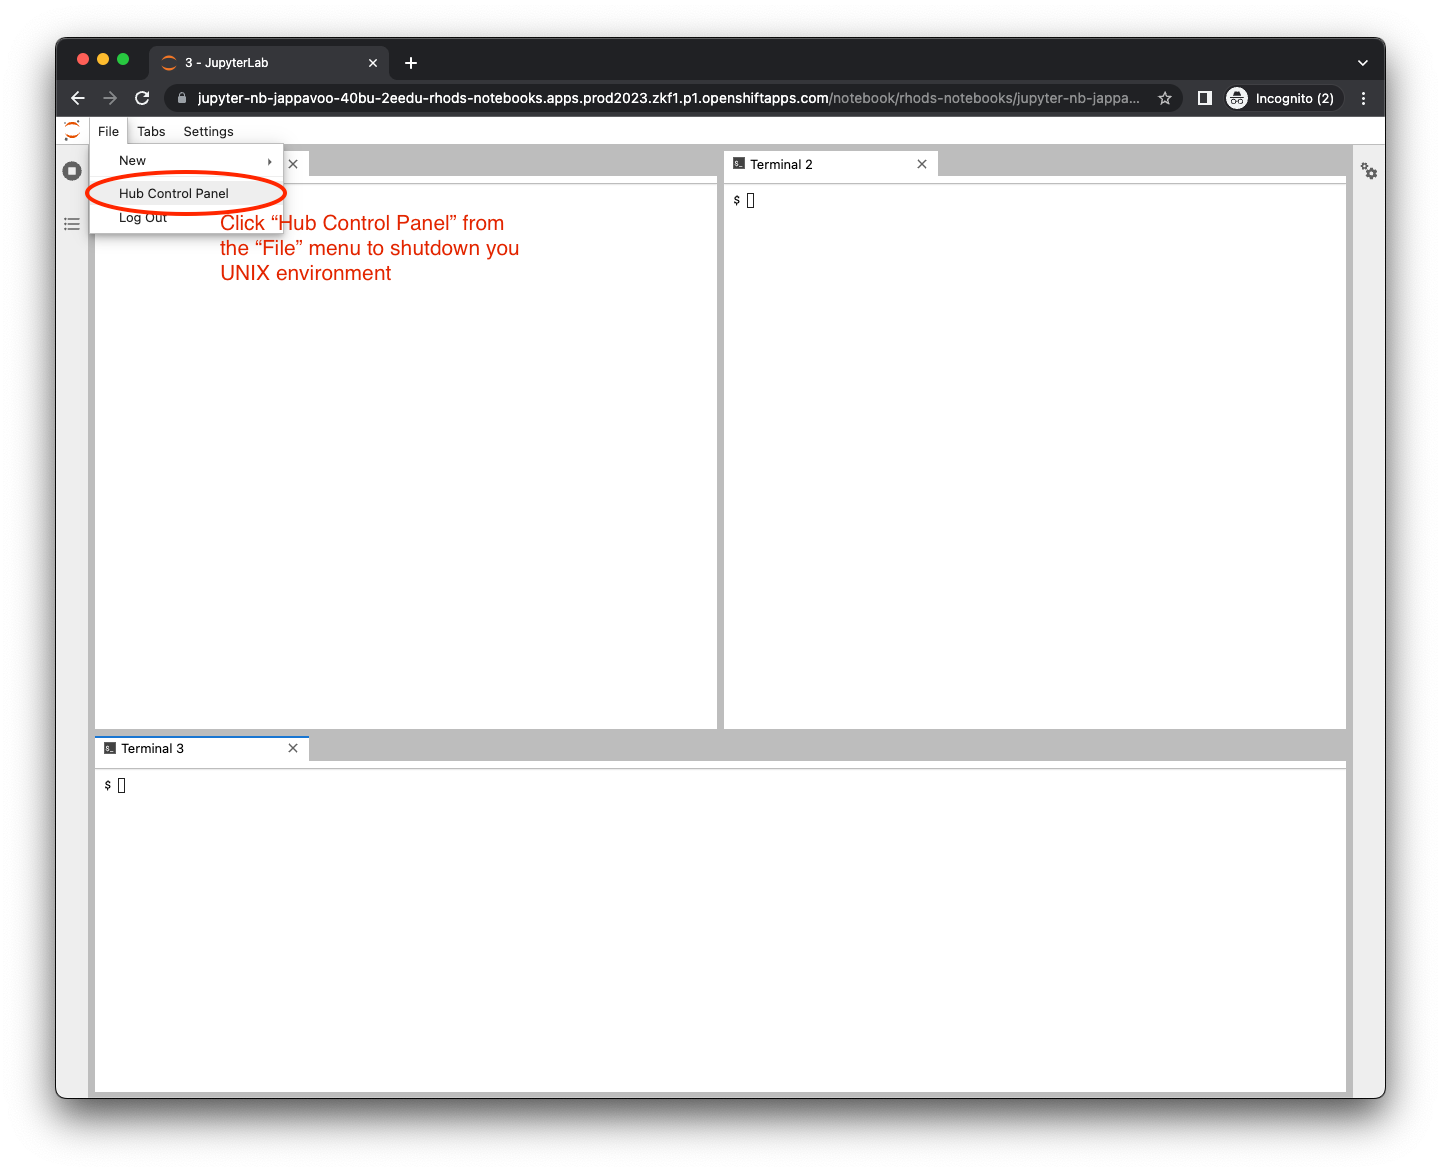 3 - JupyterLab
jupyter-nb-jappavoo-40bu-2eedu-rhods-notebooks.apps.prod2023.zkf1.p1.openshiftapps.com/notebook/rhods-notebooks/jupyter-nb-jappa...
Incognito (2)
File Tabs Settings
New
Hub Control Panel
Log Out
Click “Hub Control Panel” from
the “File” menu to shutdown you
UNIX environment
Terminal 2
$
Terminal 3
$